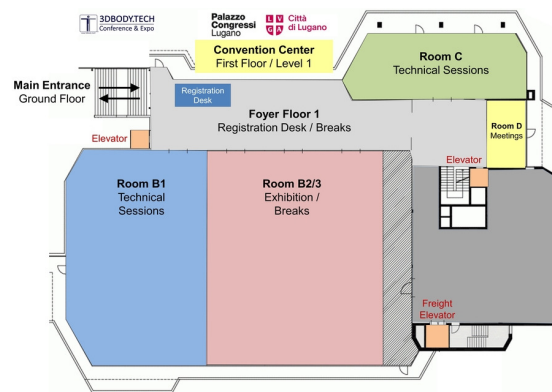 3DBODY.TECH
Conference & Expo
Palazzo
Congressi
Lugano
LV
GA
Città
di Lugano
Convention Center
First Floor / Level 1
Room C
Technical Sessions
Main Entrance
Ground Floor
Registration
Desk
Foyer Floor 1
Registration Desk / Breaks
Room D
Meetings
Elevator
Elevator
Room B1
Technical
Sessions
Room B2/3
Exhibition /
Breaks
Freight
Elevator